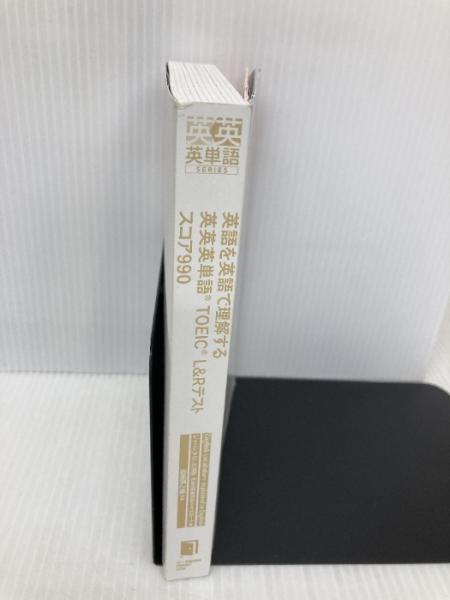 英英
英単語
SERIES
英語を英語で理解する
英英英単語® TOEIC® L&Rテスト
スコア990